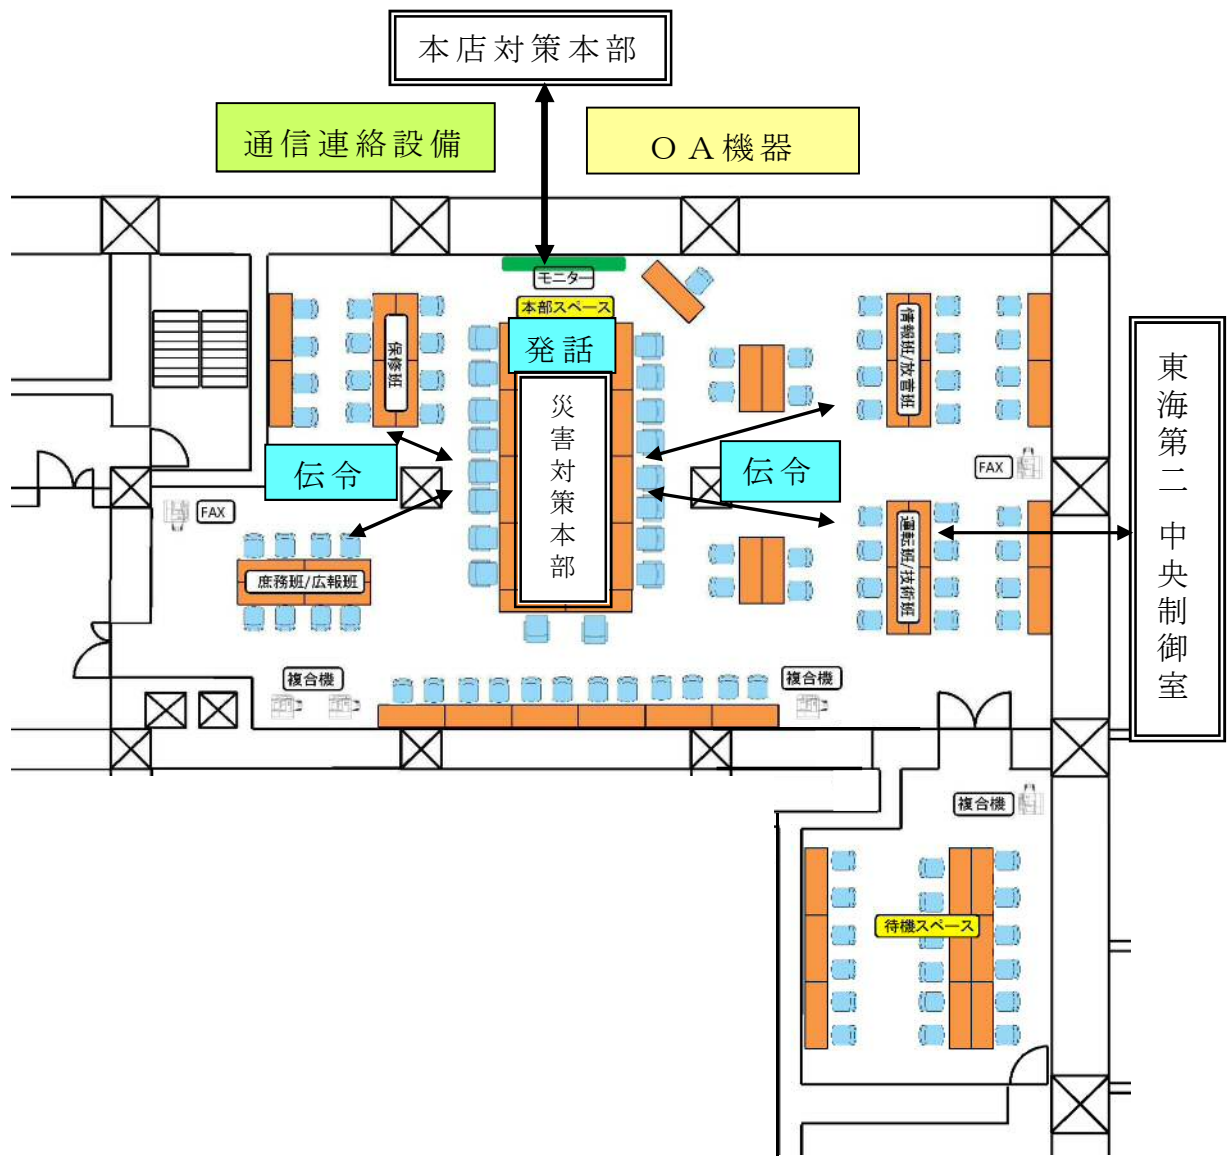 本店対策本部
通信連絡設備
ＯＡ機器
モニター
本部スペース
発話
災害対策本部
保修班
情報班/放管班
伝令
伝令
FAX
FAX
運転班/技術班
庶務班/広報班
東海第二 中央制御室
複合機
複合機
複合機
待機スペース